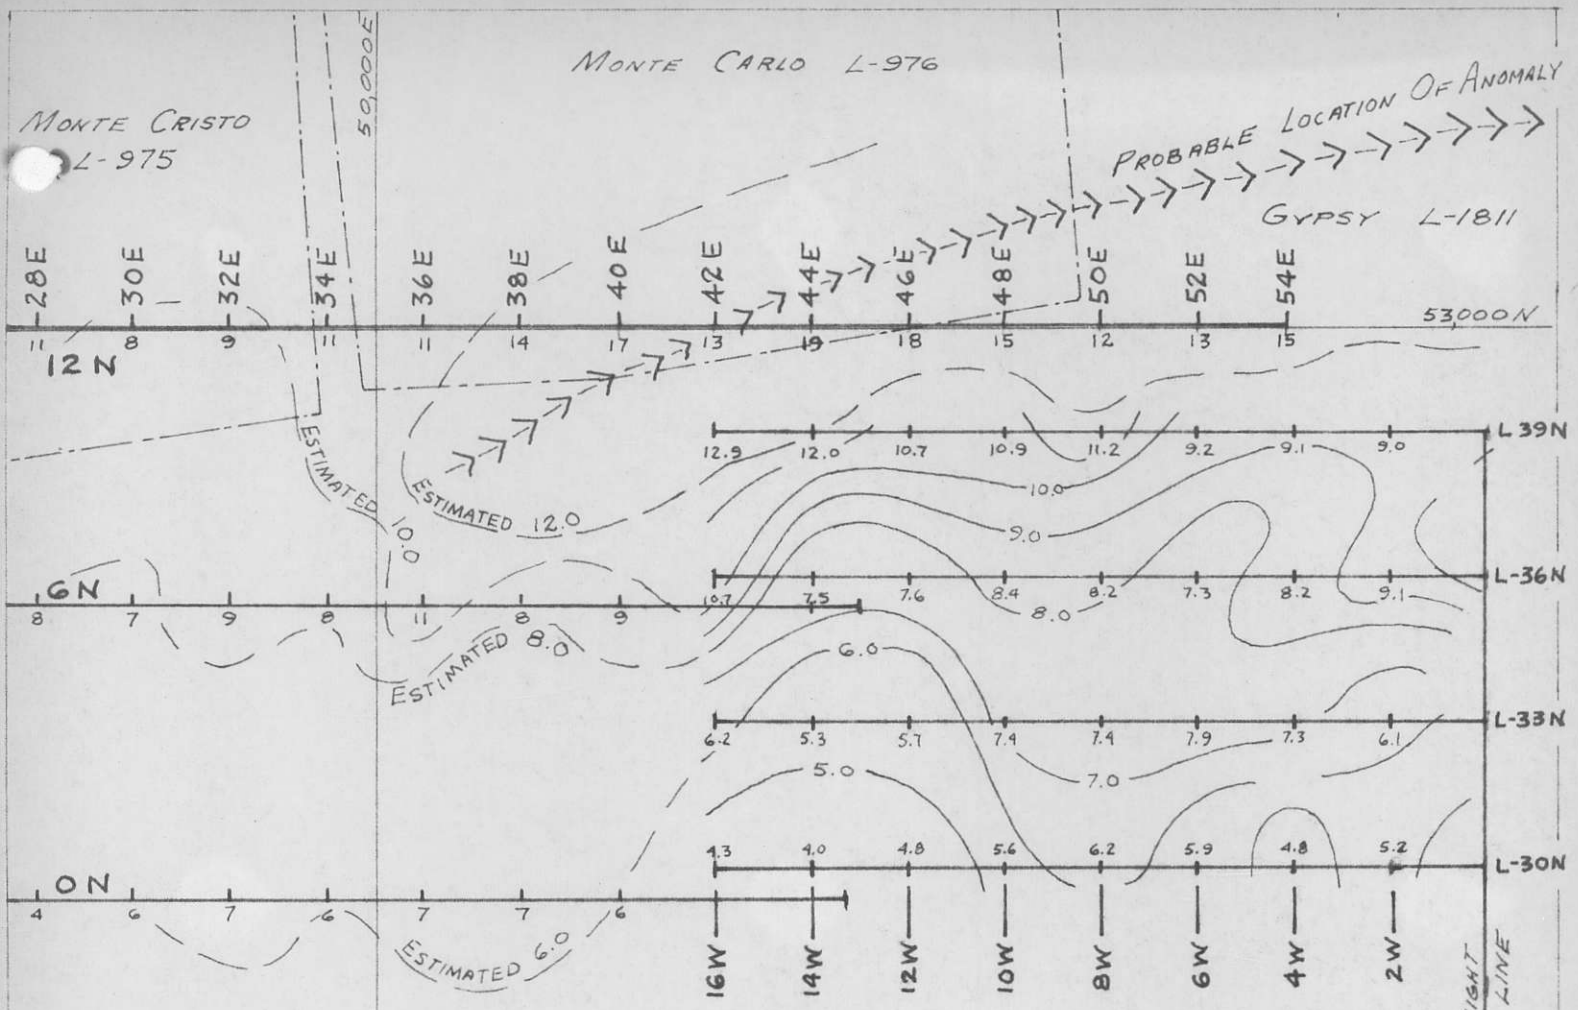 MONTE CARLO L-976
50,000E
MONTE CRISTO
L-975
PROBABLE LOCATION OF ANOMALY
GYPSY L-1811
28E 30E 32E 34E 36E 38E 40E 42E 44E 46E 48E 50E 52E 54E
53,000N
11 8 9 11 11 14 17 13 19 18 15 12 13 15
12N
L 39N
12.9 12.0 10.7 10.9 11.2 9.2 9.1 9.0
ESTIMATED 10.0
ESTIMATED 12.0
10.0
9.0
L-36N
6N
10.7 7.5 7.6 8.4 8.2 7.3 8.2 9.1
8 7 9 8 11 8 9
8.0
ESTIMATED 8.0
6.0
L-33N
6.2 5.3 5.7 7.4 7.4 7.9 7.3 6.1
5.0
7.0
4.3 4.0 4.8 5.6 6.2 5.9 4.8 5.2
L-30N
0N
4 6 7 6 7 7 6
ESTIMATED 6.0
16W 14W 12W 10W 8W 6W 4W 2W
LINE